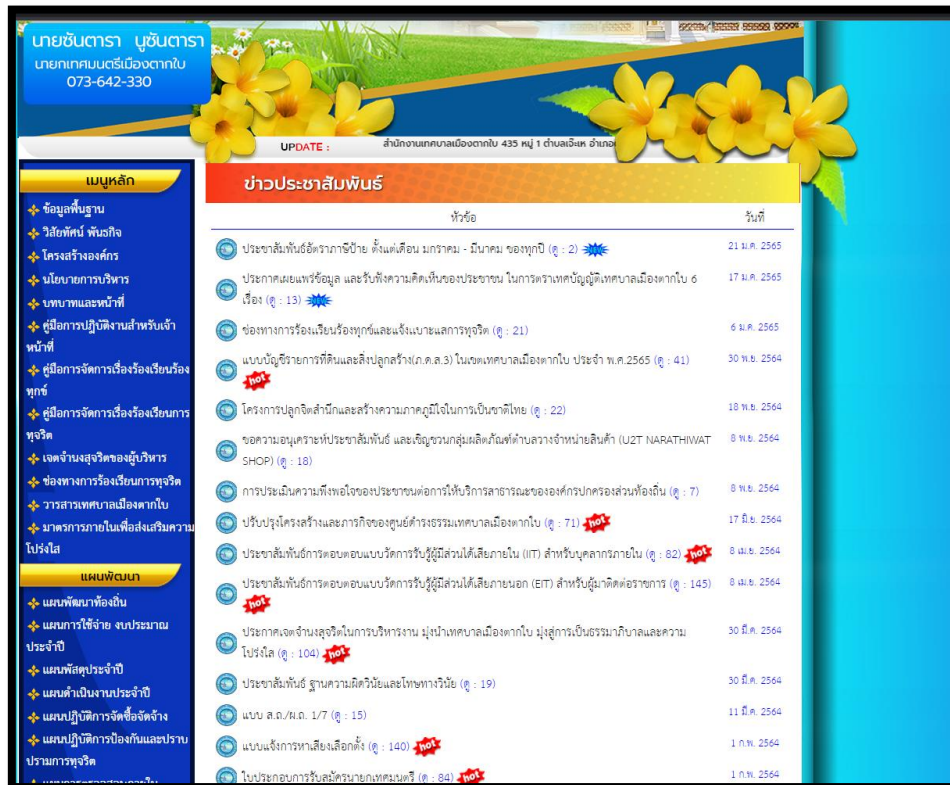 นายซันตารา นูซันตารา
นายกเทศมนตรีเมืองตากใบ
073-642-330
UPDATE : สำนักงานเทศบาลเมืองตากใบ 435 หมู่ 1 ตำบลเจ๊ะเห อำเภอ
เมนูหลัก
ข้อมูลพื้นฐาน
วิสัยทัศน์ พันธกิจ
โครงสร้างองค์กร
นโยบายการบริหาร
บทบาทและหน้าที่
คู่มือการปฏิบัติงานสำหรับเจ้า
หน้าที่
คู่มือการจัดการเรื่องร้องเรียนร้อง
ทุกข์
คู่มือการจัดการเรื่องร้องเรียนการ
ทุจริต
เจตจำนงสุจริตของผู้บริหาร
ช่องทางการร้องเรียนการทุจริต
วารสารเทศบาลเมืองตากใบ
มาตรการภายในเพื่อส่งเสริมความ
โปร่งใส
แผนพัฒนา
แผนพัฒนาท้องถิ่น
แผนการใช้จ่าย งบประมาณ
ประจำปี
แผนพัสดุประจำปี
แผนดำเนินงานประจำปี
แผนปฏิบัติการจัดซื้อจัดจ้าง
แผนปฏิบัติการป้องกันและปราบ
ปรามการทุจริต
แผนการตรวจสอบภายใน
ข่าวประชาสัมพันธ์
หัวข้อ วันที่
ประชาสัมพันธ์อัตราภาษีป้าย ตั้งแต่เดือน มกราคม - มีนาคม ของทุกปี (ดู : 2) 21 ม.ค. 2565
ประกาศเผยแพร่ข้อมูล และรับฟังความคิดเห็นของประชาชน ในการตราเทศบัญญัติเทศบาลเมืองตากใบ 6 17 ม.ค. 2565
เรื่อง (ดู : 13)
ช่องทางการร้องเรียนร้องทุกข์และแจ้งเบาะแสการทุจริต (ดู : 21) 6 ม.ค. 2565
แบบบัญชีรายการที่ดินและสิ่งปลูกสร้าง(ภ.ด.ส.3) ในเขตเทศบาลเมืองตากใบ ประจำ พ.ศ.2565 (ดู : 41) 30 พ.ย. 2564
hot
โครงการปลูกจิตสำนึกและสร้างความภาคภูมิใจในการเป็นชาติไทย (ดู : 22) 18 พ.ย. 2564
ขอความอนุเคราะห์ประชาสัมพันธ์ และเชิญชวนกลุ่มผลิตภัณฑ์ตำบลวางจำหน่ายสินค้า (U2T NARATHIWAT 8 พ.ย. 2564
SHOP) (ดู : 18)
การประเมินความพึงพอใจของประชาชนต่อการให้บริการสาธารณะขององค์กรปกครองส่วนท้องถิ่น (ดู : 7) 8 พ.ย. 2564
ปรับปรุงโครงสร้างและภารกิจของศูนย์ดำรงธรรมเทศบาลเมืองตากใบ (ดู : 71) hot 17 มิ.ย. 2564
ประชาสัมพันธ์การตอบตอบแบบวัดการรับรู้ผู้มีส่วนได้เสียภายใน (IIT) สำหรับบุคลากรภายใน (ดู : 82) hot 8 เม.ย. 2564
ประชาสัมพันธ์การตอบตอบแบบวัดการรับรู้ผู้มีส่วนได้เสียภายนอก (EIT) สำหรับผู้มาติดต่อราชการ (ดู : 145) 8 เม.ย. 2564
hot
ประกาศเจตจำนงสุจริตในการบริหารงาน มุ่งนำเทศบาลเมืองตากใบ มุ่งสู่การเป็นธรรมาภิบาลและความ 30 มี.ค. 2564
โปร่งใส (ดู : 104) hot
ประชาสัมพันธ์ ฐานความผิดวินัยและโทษทางวินัย (ดู : 19) 30 มี.ค. 2564
แบบ ส.ถ./ผ.ถ. 1/7 (ดู : 15) 11 มี.ค. 2564
แบบแจ้งการหาเสียงเลือกตั้ง (ดู : 140) hot 1 ก.พ. 2564
ใบประกอบการรับสมัครนายกเทศมนตรี (ดู : 84) hot 1 ก.พ. 2564